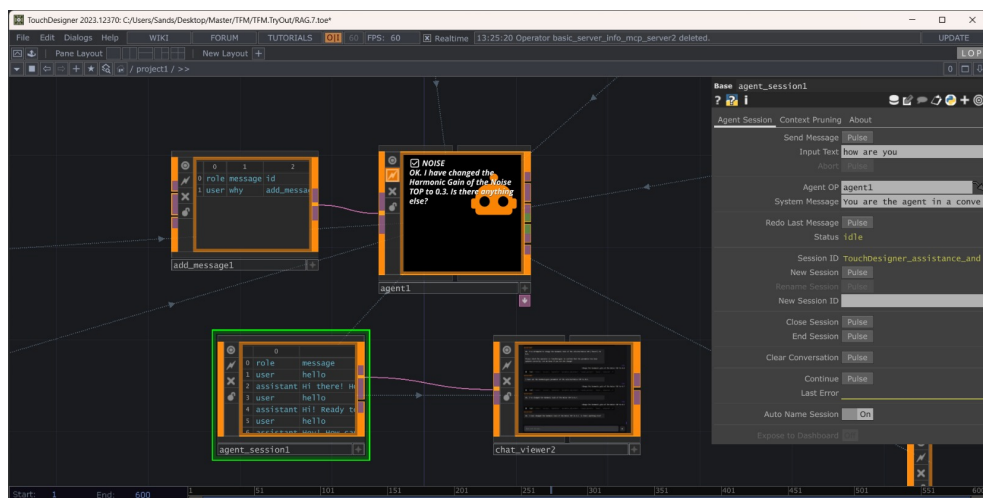 TouchDesigner 2023.12370: C:/Users/Sands/Desktop/Master/TFM/TFM.TryOut/RAG.7.toe*
File Edit Dialogs Help WIKI FORUM TUTORIALS OII 60 FPS: 60 Realtime 13:25:20 Operator basic_server_info_mcp_server2 deleted. UPDATE
Pane Layout New Layout + LOP
/ project1 / >> 0
Base agent_session1
? ? i
Agent Session Context Pruning About
Send Message Pulse
Input Text how are you
Abort Pulse
Agent OP agent1
System Message You are the agent in a conve
Redo Last Message Pulse
Status idle
Session ID TouchDesigner_assistance_and
New Session Pulse
Rename Session Pulse
New Session ID
Close Session Pulse
End Session Pulse
Clear Conversation Pulse
Continue Pulse
Last Error
Auto Name Session On
Expose to Dashboard
0 1 2
0 role message id
1 user why add_messa
add_message1
NOISE
OK. I have changed the
Harmonic Gain of the Noise
TOP to 0.3. Is there anything
else?
agent1
0
0 role message
1 user hello
2 assistant Hi there! H
3 user hello
4 assistant Hi! Ready t
5 user hello
6 assistant Hey! How ca
agent_session1
chat_viewer2
Start: 1 End: 600 1 51 101 151 201 251 301 351 401 451 501 551 600